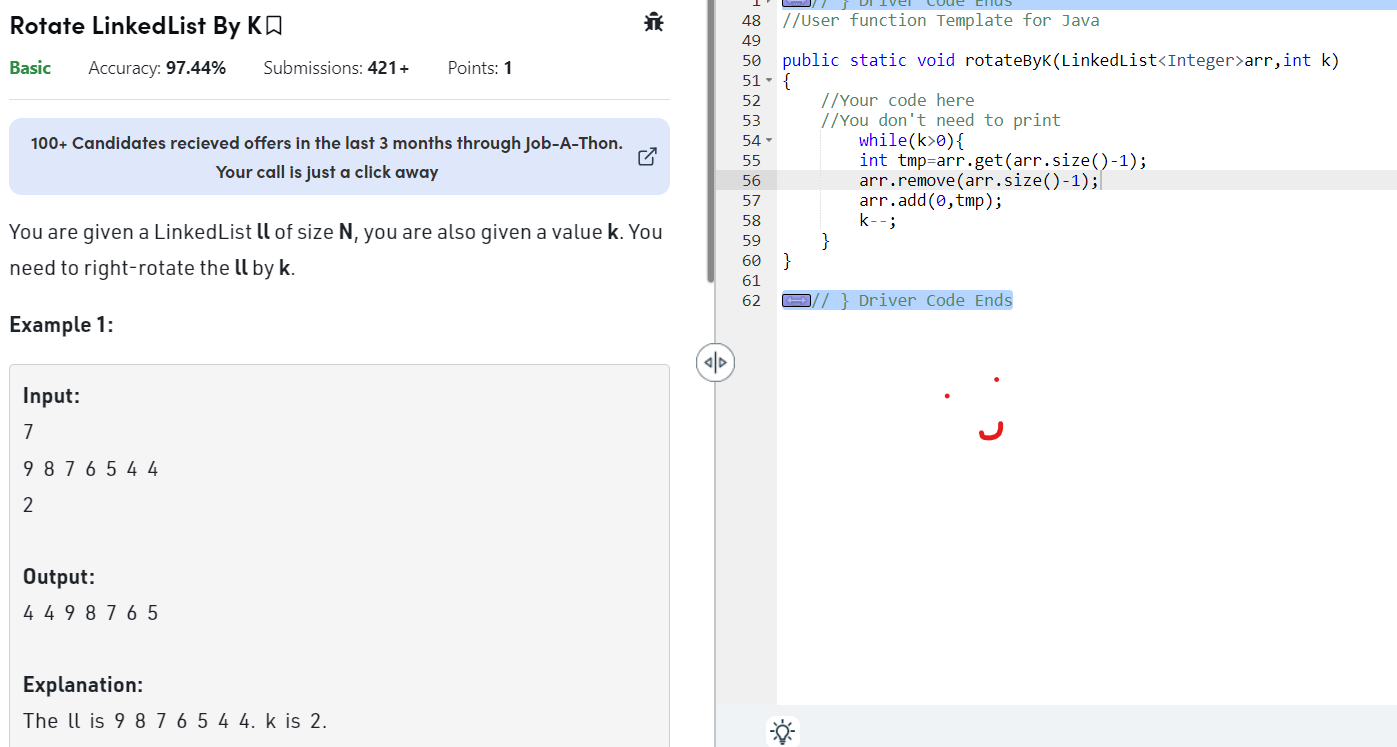 Rotate LinkedList By K
Basic Accuracy: 97.44% Submissions: 421+ Points: 1
100+ Candidates recieved offers in the last 3 months through Job-A-Thon.
Your call is just a click away
You are given a LinkedList ll of size N, you are also given a value k. You
need to right-rotate the ll by k.
Example 1:
Input:
7
9 8 7 6 5 4 4
2
Output:
4 4 9 8 7 6 5
Explanation:
The ll is 9 8 7 6 5 4 4. k is 2.
1 // } Driver Code Ends
48 //User function Template for Java
49
50 public static void rotateByK(LinkedList<Integer>arr,int k)
51 {
52 //Your code here
53 //You don't need to print
54 while(k>0){
55 int tmp=arr.get(arr.size()-1);
56 arr.remove(arr.size()-1);
57 arr.add(0,tmp);
58 k--;
59 }
60 }
61
62 // } Driver Code Ends